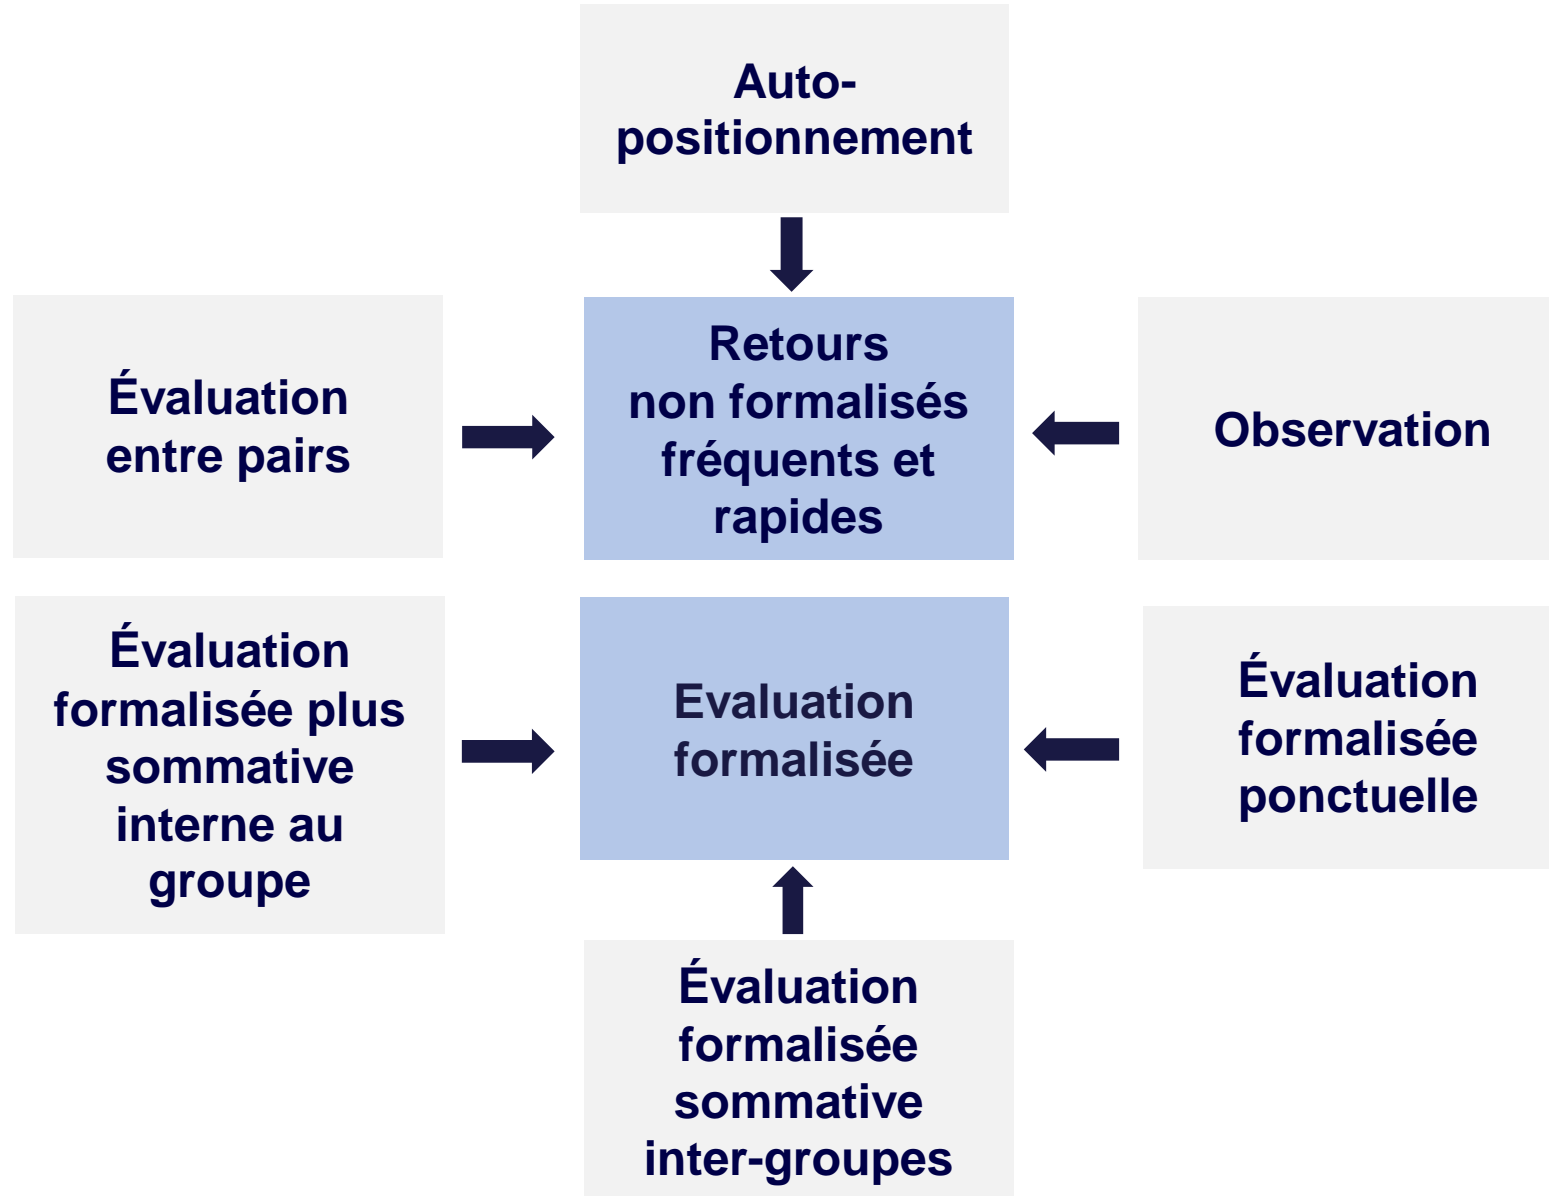 Auto-
positionnement
Évaluation
entre pairs
Retours
non formalisés
fréquents et
rapides
Observation
Évaluation
formalisée plus
sommative
interne au
groupe
Evaluation
formalisée
Évaluation
formalisée
ponctuelle
Évaluation
formalisée
sommative
inter-groupes